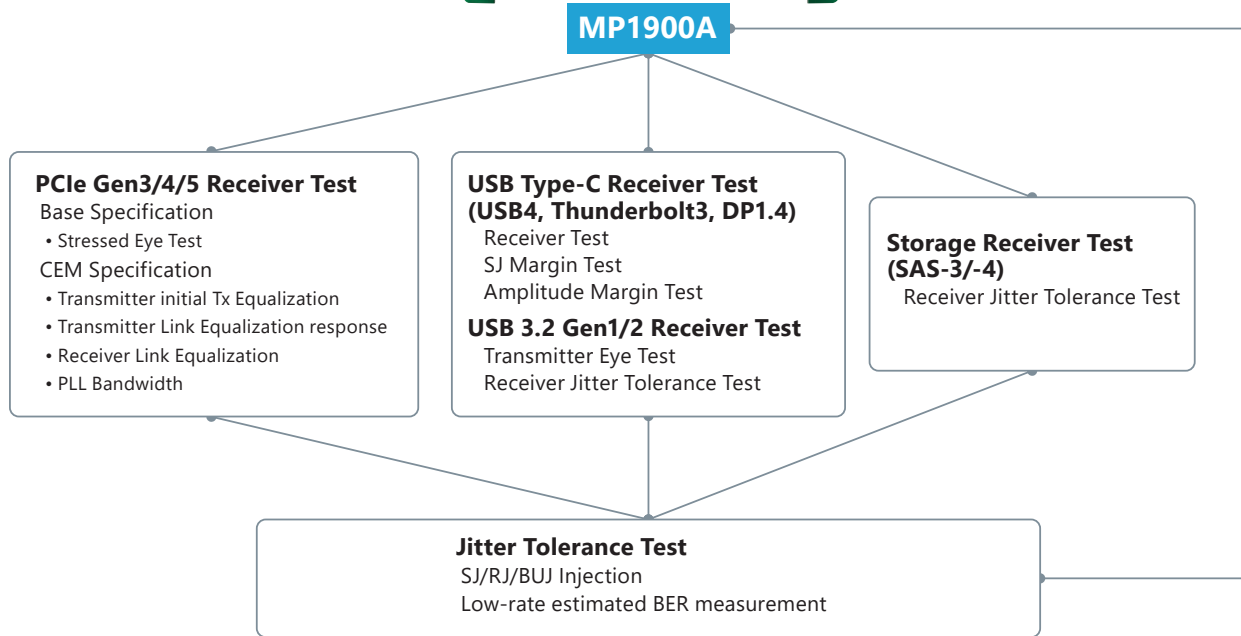 MP1900A
PCIe Gen3/4/5 Receiver Test
Base Specification
• Stressed Eye Test
CEM Specification
• Transmitter initial Tx Equalization
• Transmitter Link Equalization response
• Receiver Link Equalization
• PLL Bandwidth
USB Type-C Receiver Test
(USB4, Thunderbolt3, DP1.4)
Receiver Test
SJ Margin Test
Amplitude Margin Test
USB 3.2 Gen1/2 Receiver Test
Transmitter Eye Test
Receiver Jitter Tolerance Test
Storage Receiver Test
(SAS-3/-4)
Receiver Jitter Tolerance Test
Jitter Tolerance Test
SJ/RJ/BUJ Injection
Low-rate estimated BER measurement